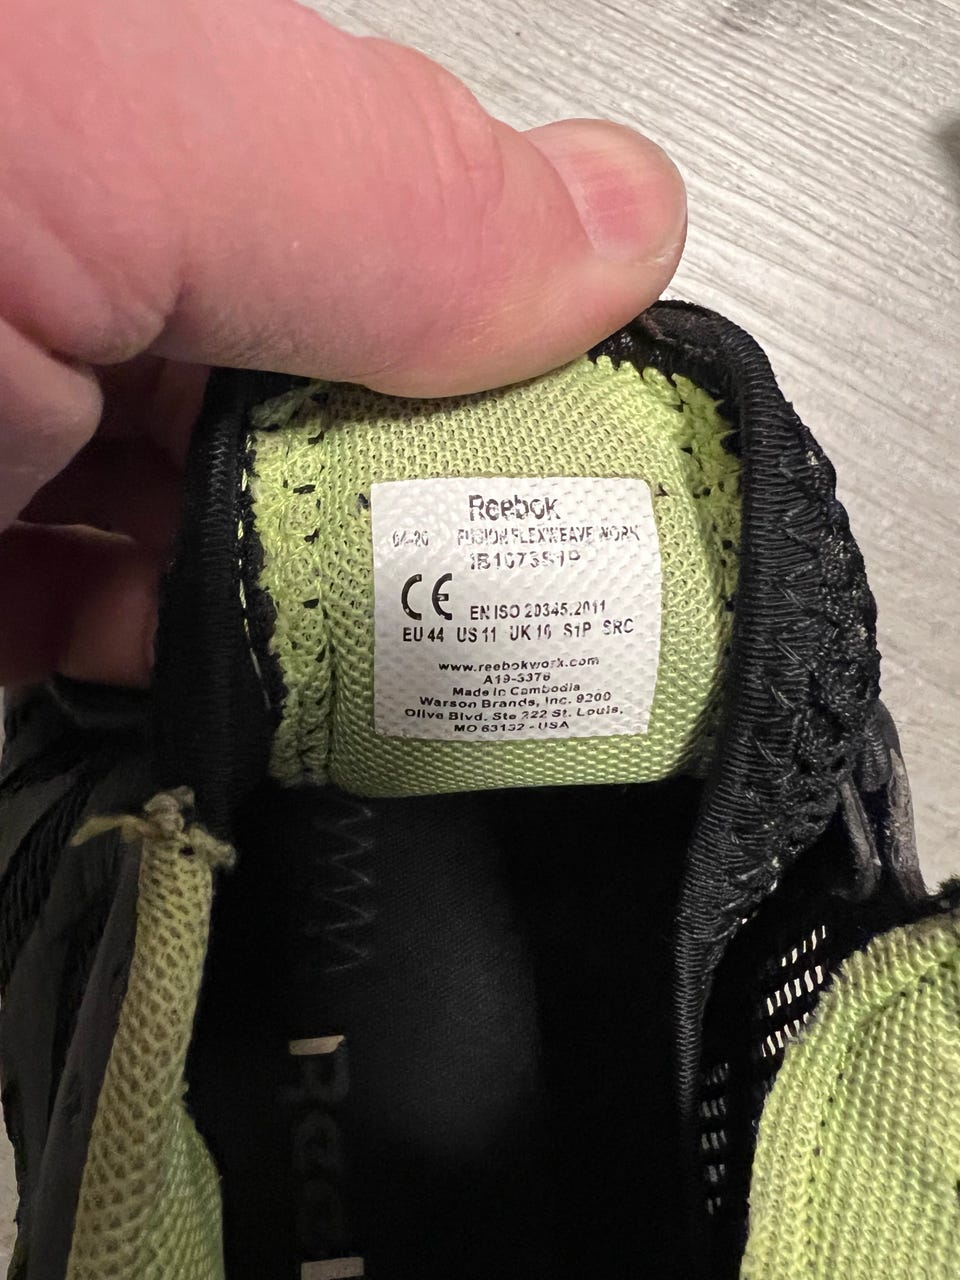 Reebok
04-20 FUSION FLEXWEAVE WORK
IB1073S1P
CE
EN ISO 20345:2011
EU 44 US 11 UK 10 S1P SRC
www.reebokwork.com
A19-3376
Made in Cambodia
Warson Brands, Inc. 9200
Olive Blvd. Ste 222 St. Louis,
MO 63132 - USA